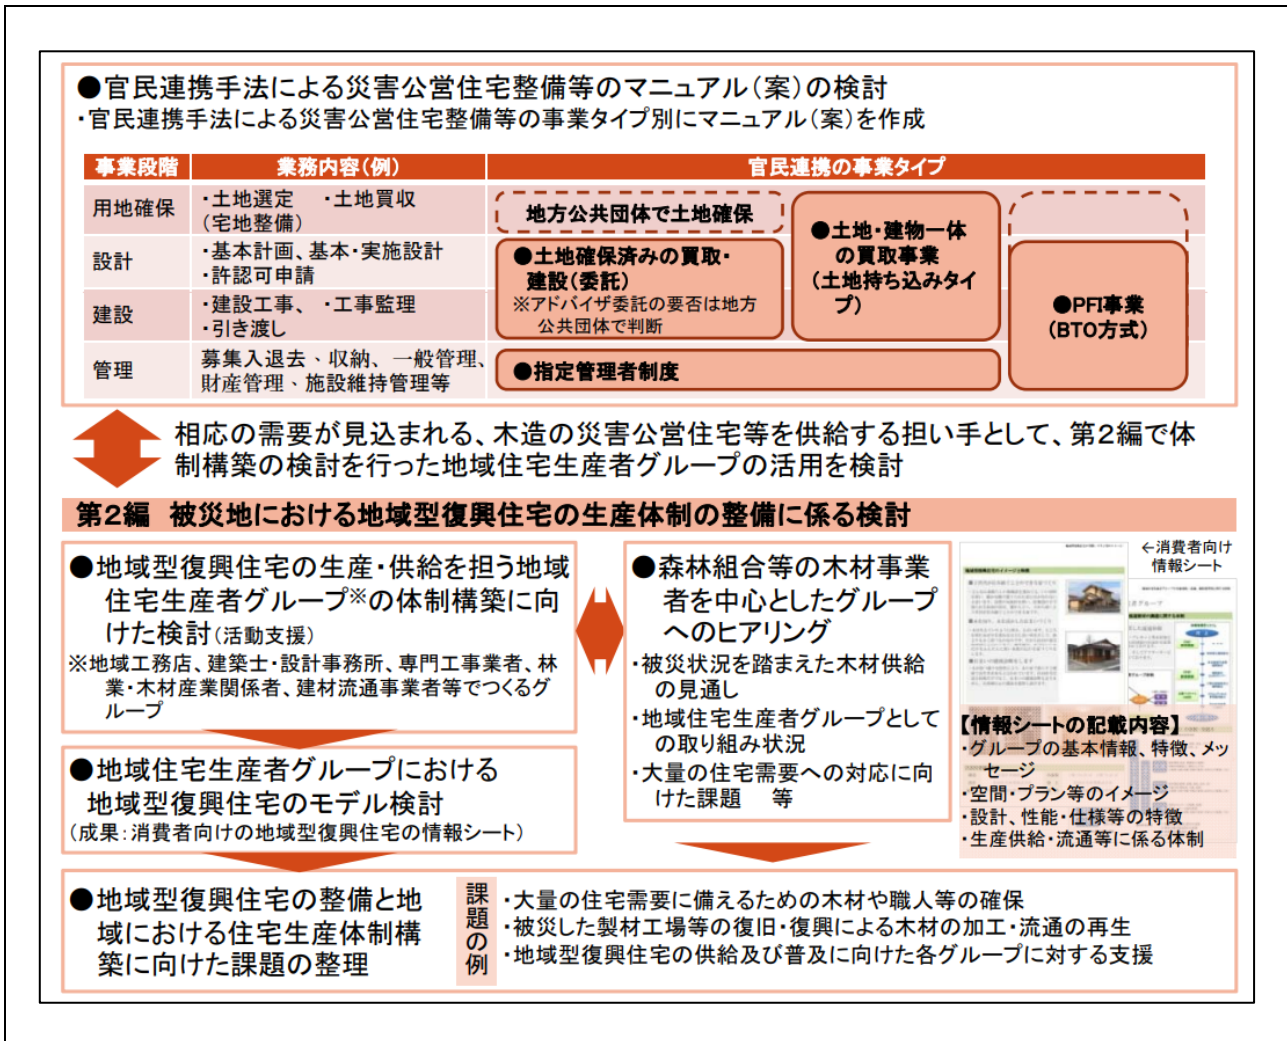 ●官民連携手法による災害公営住宅整備等のマニュアル（案）の検討
・官民連携手法による災害公営住宅整備等の事業タイプ別にマニュアル（案）を作成
事業段階
業務内容（例）
官民連携の事業タイプ
用地確保
・土地選定　・土地買収
（宅地整備）
設計
・基本計画、基本・実施設計
・許認可申請
建設
・建設工事、・工事監理
・引き渡し
管理
募集入退去、収納、一般管理、
財産管理、施設維持管理等
地方公共団体で土地確保
●土地確保済みの買取・
建設（委託）
※アドバイザ委託の要否は地方
公共団体で判断
●土地・建物一体
の買取事業
（土地持ち込みタイ
プ）
●PFI事業
（BTO方式）
●指定管理者制度
相応の需要が見込まれる、木造の災害公営住宅等を供給する担い手として、第２編で体
制構築の検討を行った地域住宅生産者グループの活用を検討
第２編　被災地における地域型復興住宅の生産体制の整備に係る検討
●地域型復興住宅の生産・供給を担う地域
住宅生産者グループ※の体制構築に向
けた検討（活動支援）
※地域工務店、建築士・設計事務所、専門工事業者、林
業・木材産業関係者、建材流通事業者等でつくるグ
ループ
●地域住宅生産者グループにおける
地域型復興住宅のモデル検討
（成果：消費者向けの地域型復興住宅の情報シート）
●森林組合等の木材事業
者を中心としたグループ
へのヒアリング
・被災状況を踏まえた木材供給
の見通し
・地域住宅生産者グループとして
の取り組み状況
・大量の住宅需要への対応に向
けた課題　等
←消費者向け
情報シート
【情報シートの記載内容】
・グループの基本情報、特徴、メッ
セージ
・空間・プラン等のイメージ
・設計、性能・仕様等の特徴
・生産供給・流通等に係る体制
●地域型復興住宅の整備と地
域における住宅生産体制構
築に向けた課題の整理
課題の例
・大量の住宅需要に備えるための木材や職人等の確保
・被災した製材工場等の復旧・復興による木材の加工・流通の再生
・地域型復興住宅の供給及び普及に向けた各グループに対する支援